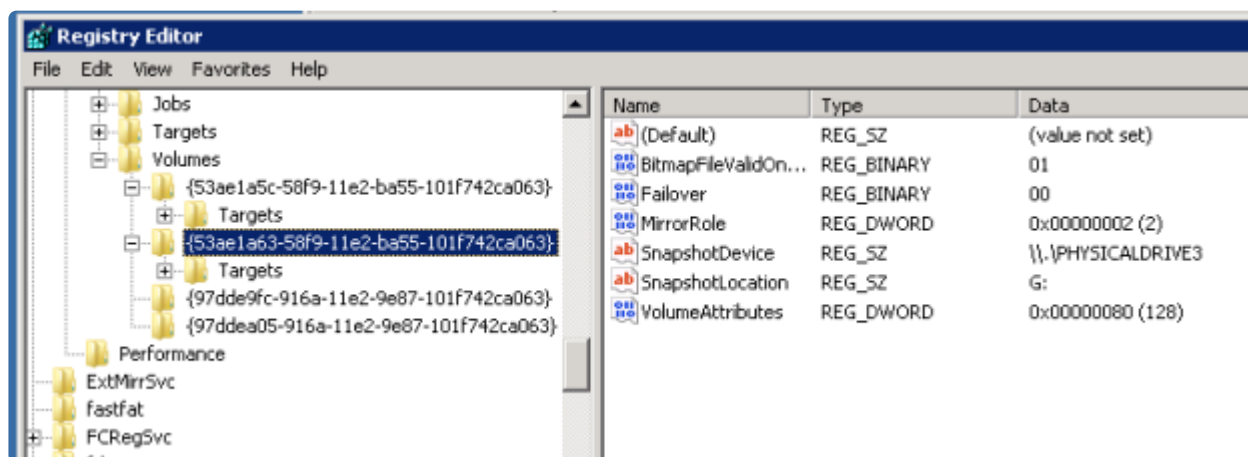 Registry Editor
File Edit View Favorites Help
Jobs
Targets
Volumes
{53ae1a5c-58f9-11e2-ba55-101f742ca063}
Targets
{53ae1a63-58f9-11e2-ba55-101f742ca063}
Targets
{97dde9fc-916a-11e2-9e87-101f742ca063}
{97ddea05-916a-11e2-9e87-101f742ca063}
Performance
ExtMirrSvc
fastfat
FCRegSvc
Name Type Data
(Default) REG_SZ (value not set)
BitmapFileValidOn... REG_BINARY 01
Failover REG_BINARY 00
MirrorRole REG_DWORD 0x00000002 (2)
SnapshotDevice REG_SZ \\.\PHYSICALDRIVE3
SnapshotLocation REG_SZ G:
VolumeAttributes REG_DWORD 0x00000080 (128)